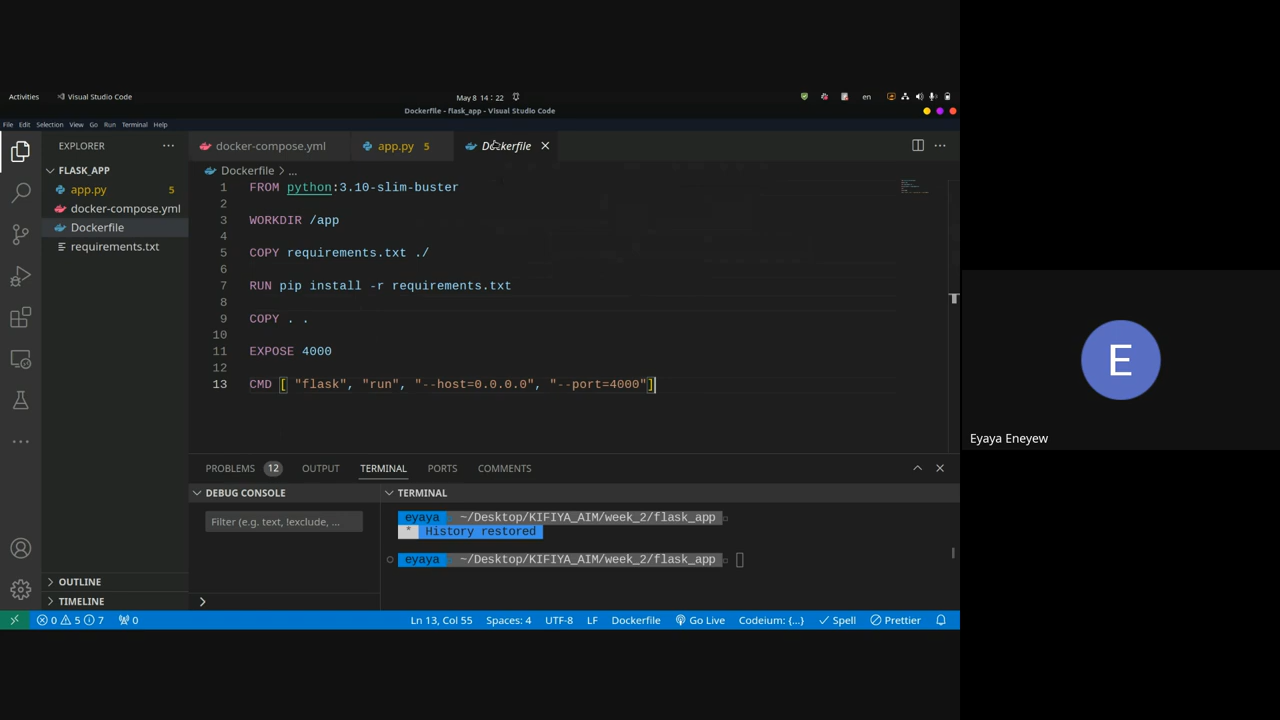 Activities Visual Studio Code May 8 14:22 en
Dockerfile - flask_app - Visual Studio Code
File Edit Selection View Go Run Terminal Help
EXPLORER
FLASK_APP
app.py 5
docker-compose.yml
Dockerfile
requirements.txt
OUTLINE
TIMELINE
docker-compose.yml app.py 5 Dockerfile
Dockerfile > ...
1 FROM python:3.10-slim-buster
2
3 WORKDIR /app
4
5 COPY requirements.txt ./
6
7 RUN pip install -r requirements.txt
8
9 COPY . .
10
11 EXPOSE 4000
12
13 CMD [ "flask", "run", "--host=0.0.0.0", "--port=4000"]
PROBLEMS 12 OUTPUT TERMINAL PORTS COMMENTS
DEBUG CONSOLE
Filter (e.g. text, !exclude, ...
TERMINAL
eyaya ~/Desktop/KIFIYA_AIM/week_2/flask_app
* History restored
eyaya ~/Desktop/KIFIYA_AIM/week_2/flask_app
0 5 7 0 Ln 13, Col 55 Spaces: 4 UTF-8 LF Dockerfile Go Live Codeium: {...} Spell Prettier
E
Eyaya Eneyew